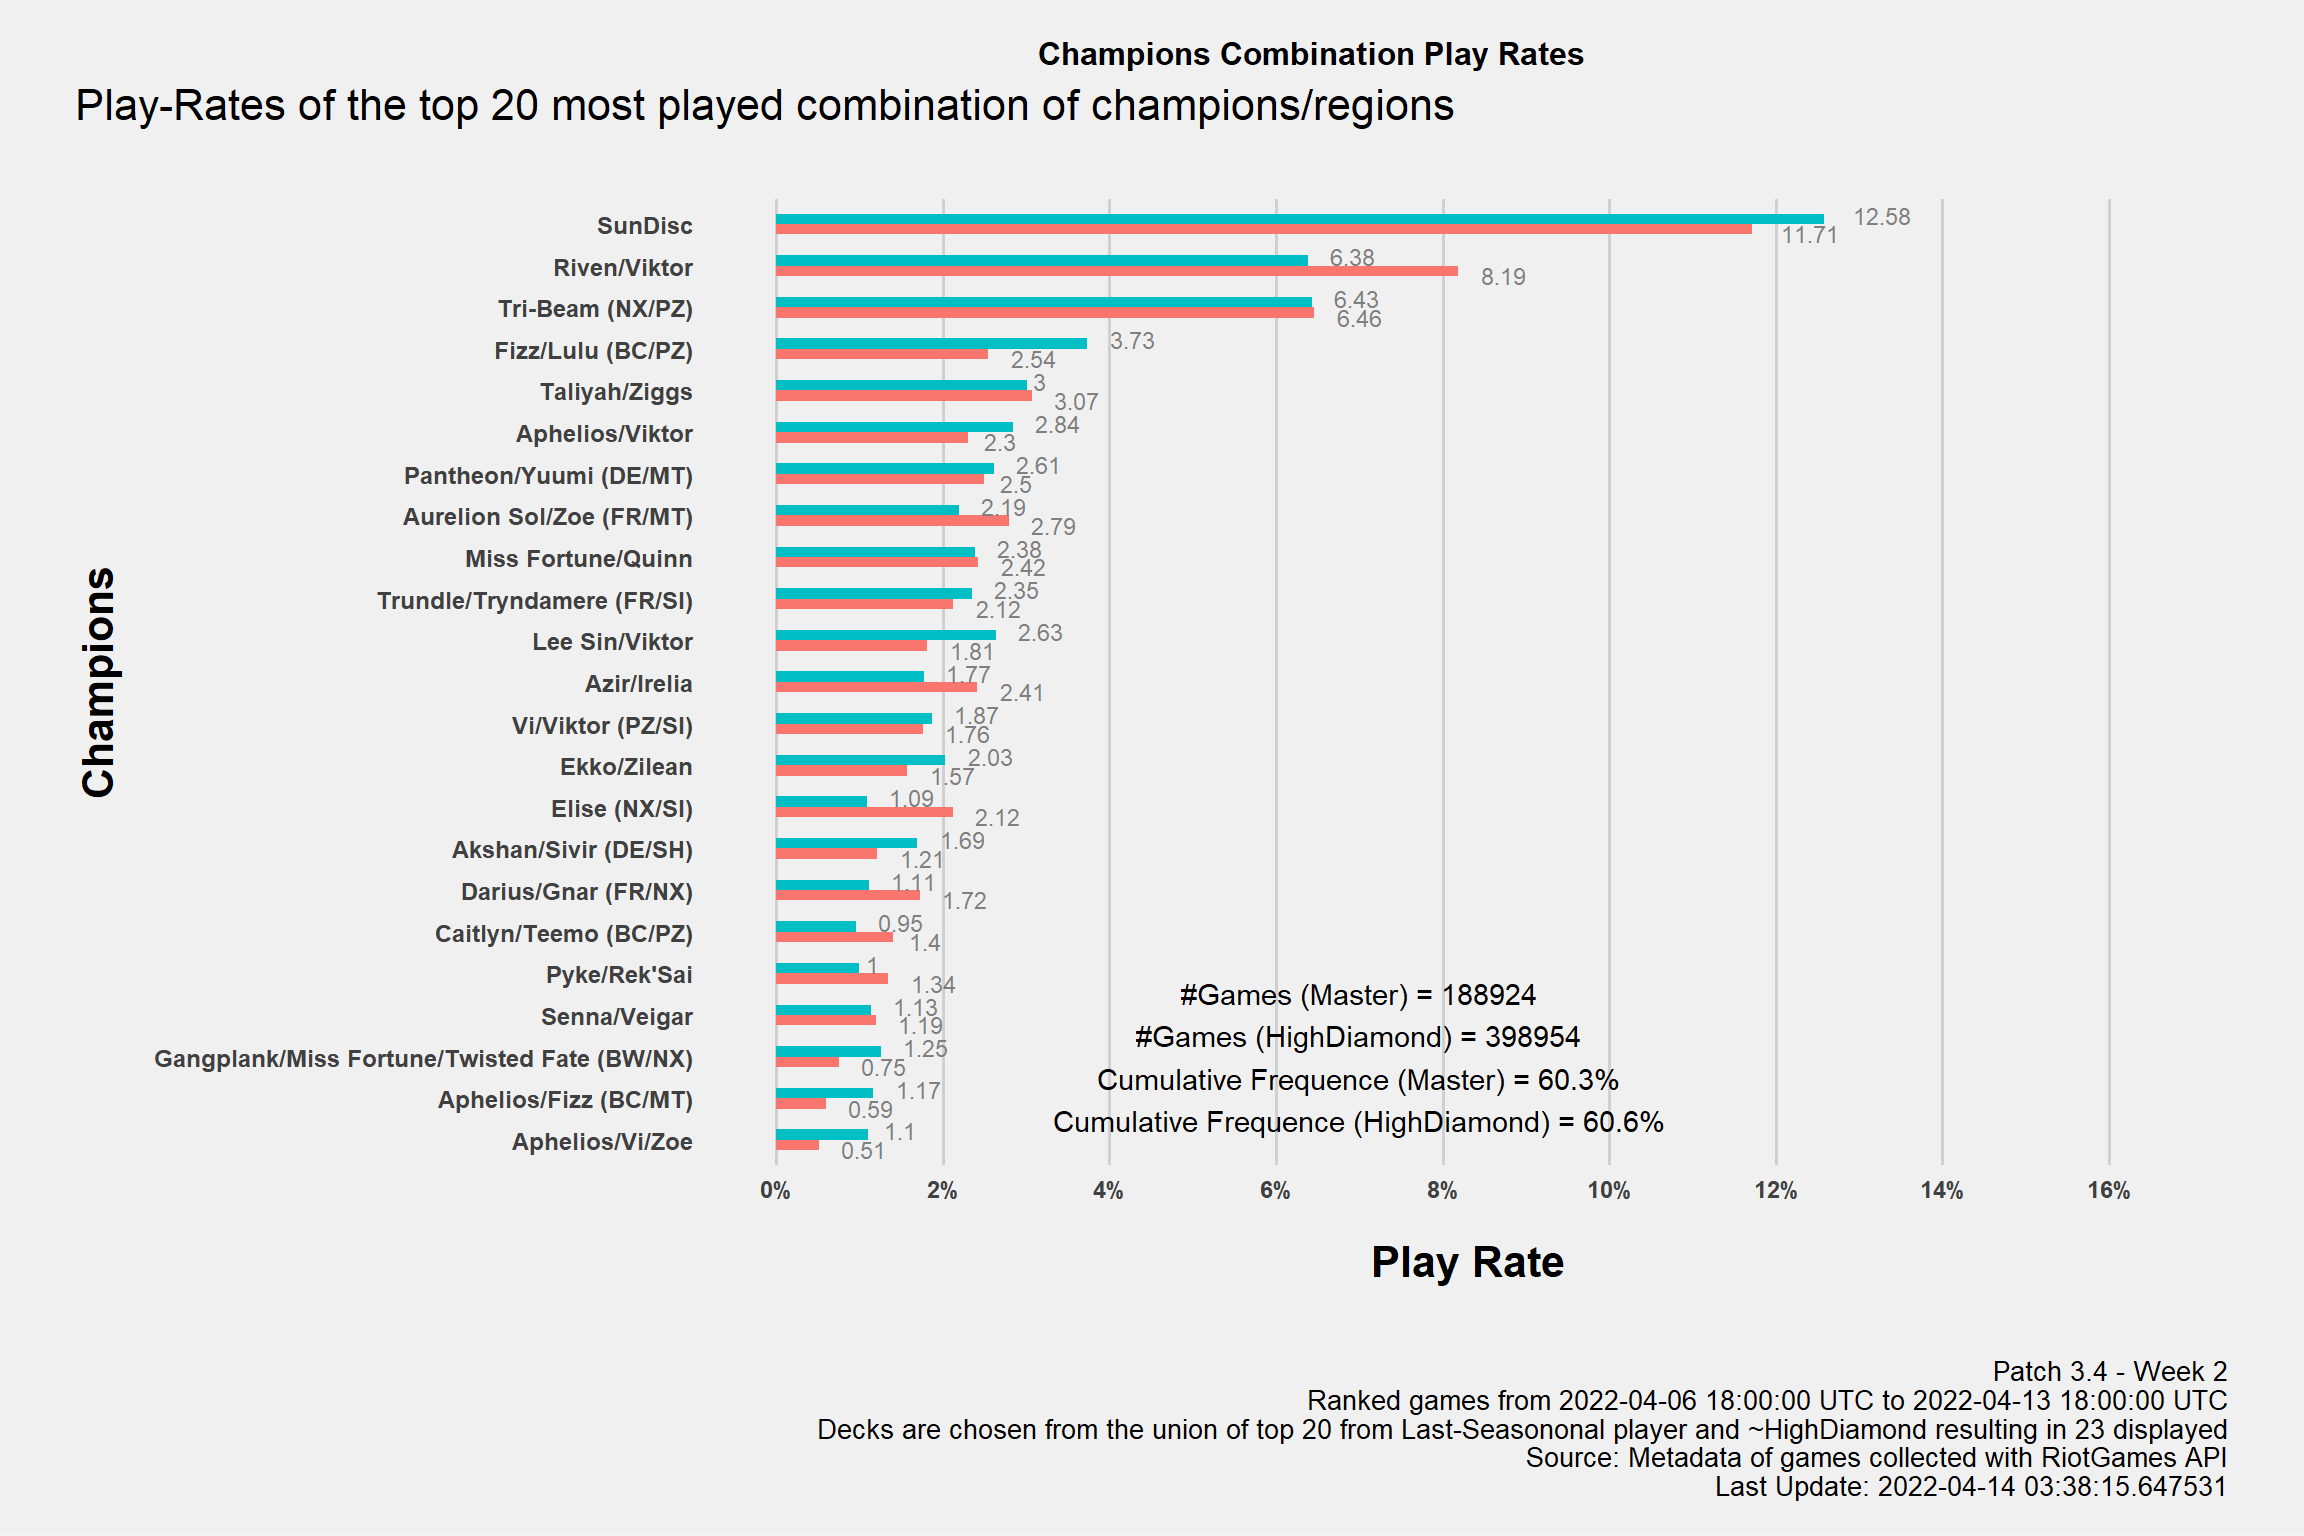 Champions Combination Play Rates
Play-Rates of the top 20 most played combination of champions/regions
Champions
SunDisc
12.58
11.71
Riven/Viktor
6.38
8.19
Tri-Beam (NX/PZ)
6.43
6.46
Fizz/Lulu (BC/PZ)
3.73
2.54
Taliyah/Ziggs
3
3.07
Aphelios/Viktor
2.84
2.3
Pantheon/Yuumi (DE/MT)
2.61
2.5
Aurelion Sol/Zoe (FR/MT)
2.19
2.79
Miss Fortune/Quinn
2.38
2.42
Trundle/Tryndamere (FR/SI)
2.35
2.12
Lee Sin/Viktor
2.63
1.81
Azir/Irelia
1.77
2.41
Vi/Viktor (PZ/SI)
1.87
1.76
Ekko/Zilean
2.03
1.57
Elise (NX/SI)
1.09
2.12
Akshan/Sivir (DE/SH)
1.69
1.21
Darius/Gnar (FR/NX)
1.11
1.72
Caitlyn/Teemo (BC/PZ)
0.95
1.4
Pyke/Rek'Sai
1
1.34
Senna/Veigar
1.13
1.19
Gangplank/Miss Fortune/Twisted Fate (BW/NX)
1.25
0.75
Aphelios/Fizz (BC/MT)
1.17
0.59
Aphelios/Vi/Zoe
1.1
0.51
#Games (Master) = 188924
#Games (HighDiamond) = 398954
Cumulative Frequence (Master) = 60.3%
Cumulative Frequence (HighDiamond) = 60.6%
0% 2% 4% 6% 8% 10% 12% 14% 16%
Play Rate
Patch 3.4 - Week 2
Ranked games from 2022-04-06 18:00:00 UTC to 2022-04-13 18:00:00 UTC
Decks are chosen from the union of top 20 from Last-Seasononal player and ~HighDiamond resulting in 23 displayed
Source: Metadata of games collected with RiotGames API
Last Update: 2022-04-14 03:38:15.647531